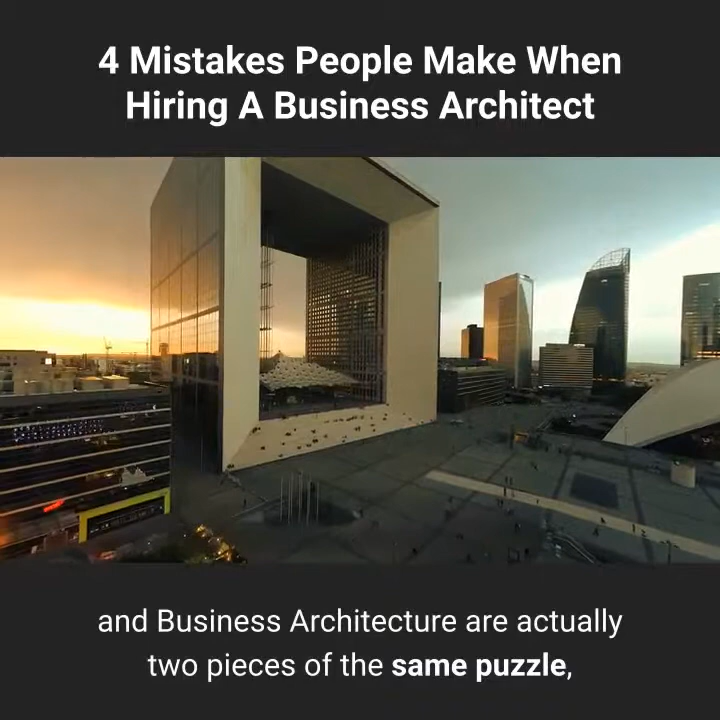 4 Mistakes People Make When
Hiring A Business Architect
and Business Architecture are actually
two pieces of the same puzzle,